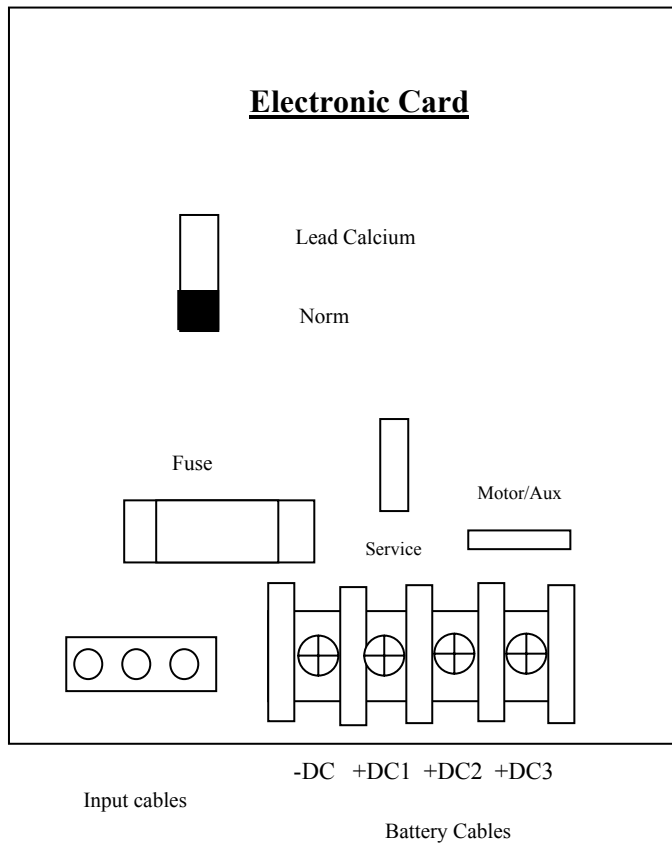 Electronic Card
Lead Calcium
Norm
Fuse
Motor/Aux
Service
-DC +DC1 +DC2 +DC3
Input cables
Battery Cables